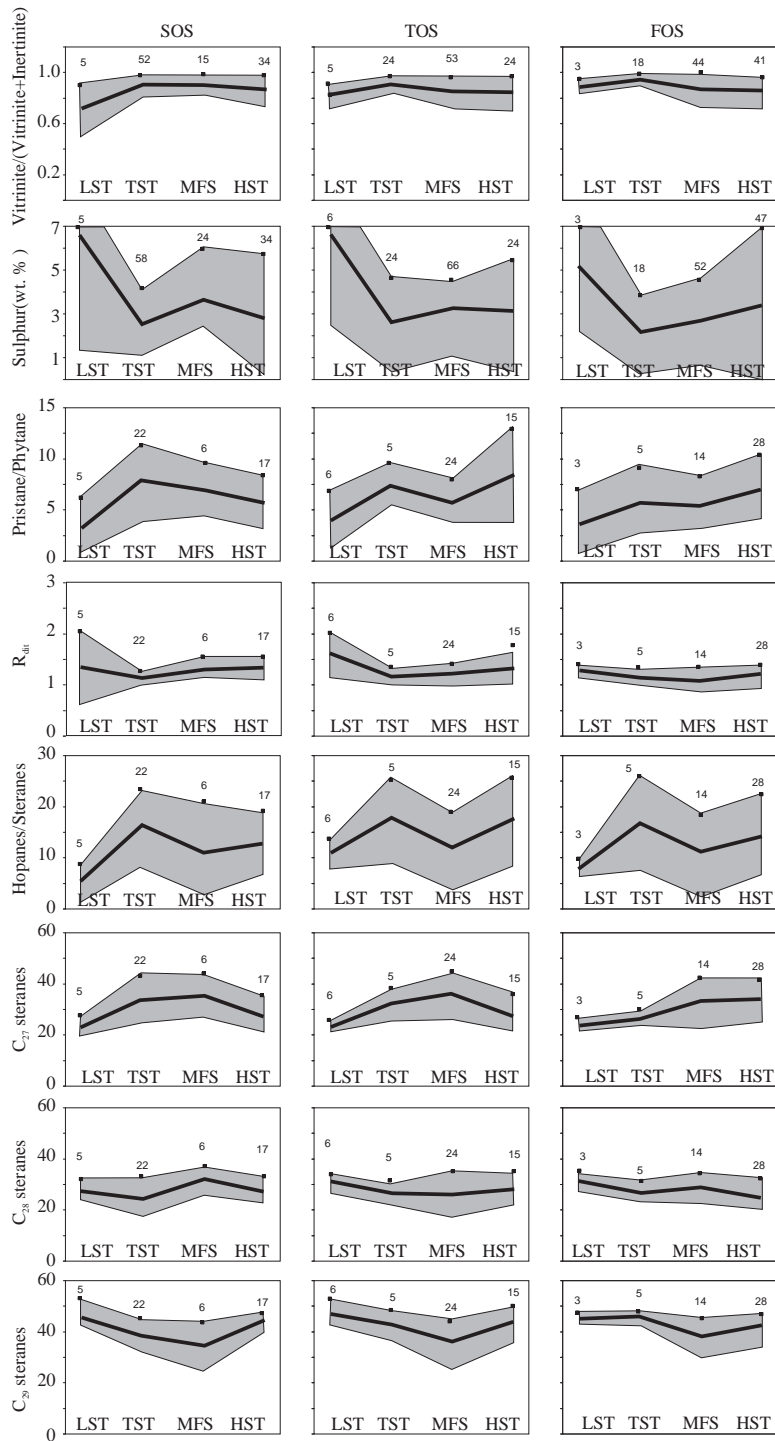 SOS TOS FOS
Vitrinite/(Vitrinite+Inertinite)
1.0
0.6
0.2
5 52 15 34
5 24 53 24
3 18 44 41
LST TST MFS HST
LST TST MFS HST
LST TST MFS HST
Sulphur(wt. % )
7
5
3
1
5 58 24 34
6 24 66 24
3 18 52 47
LST TST MFS HST
LST TST MFS HST
LST TST MFS HST
Pristane/Phytane
15
10
5
0
5 22 6 17
6 5 24 15
3 5 14 28
LST TST MFS HST
LST TST MFS HST
LST TST MFS HST
R dit
3
2
1
0
5 22 6 17
6 5 24 15
3 5 14 28
LST TST MFS HST
LST TST MFS HST
LST TST MFS HST
Hopanes/Steranes
30
20
10
0
5 22 6 17
6 5 24 15
3 5 14 28
LST TST MFS HST
LST TST MFS HST
LST TST MFS HST
C27 steranes
60
40
20
0
5 22 6 17
6 5 24 15
3 5 14 28
LST TST MFS HST
LST TST MFS HST
LST TST MFS HST
C28 steranes
60
40
20
0
5 22 6 17
6 5 24 15
3 5 14 28
LST TST MFS HST
LST TST MFS HST
LST TST MFS HST
C29 steranes
60
40
20
0
5 22 6 17
6 5 24 15
3 5 14 28
LST TST MFS HST
LST TST MFS HST
LST TST MFS HST